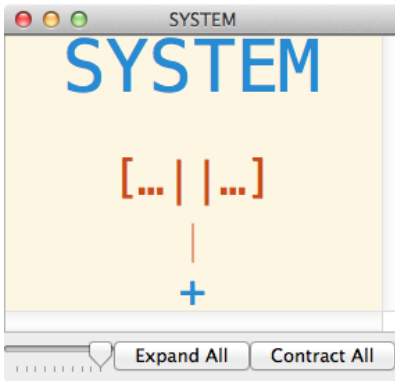 SYSTEM
SYSTEM
[…||…]
|
+
Expand All
Contract All